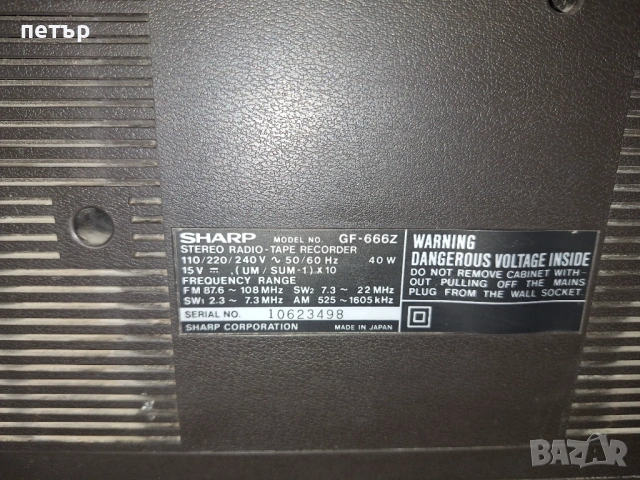 петър
SHARP MODEL NO. GF-666Z
STEREO RADIO-TAPE RECORDER
110/220/240V ~ 50/60 Hz 40W
15V ⎓ (UM/SUM-1) x 10
FREQUENCY RANGE
FM 87.6 ~ 108 MHz SW2 7.3 ~ 22 MHz
SW1 2.3 ~ 7.3 MHz AM 525 ~ 1605 kHz
SERIAL NO. 10623498
SHARP CORPORATION MADE IN JAPAN
WARNING
DANGEROUS VOLTAGE INSIDE
DO NOT REMOVE CABINET WITH-
OUT PULLING OFF THE MAINS
PLUG FROM THE WALL SOCKET.
BAZAR